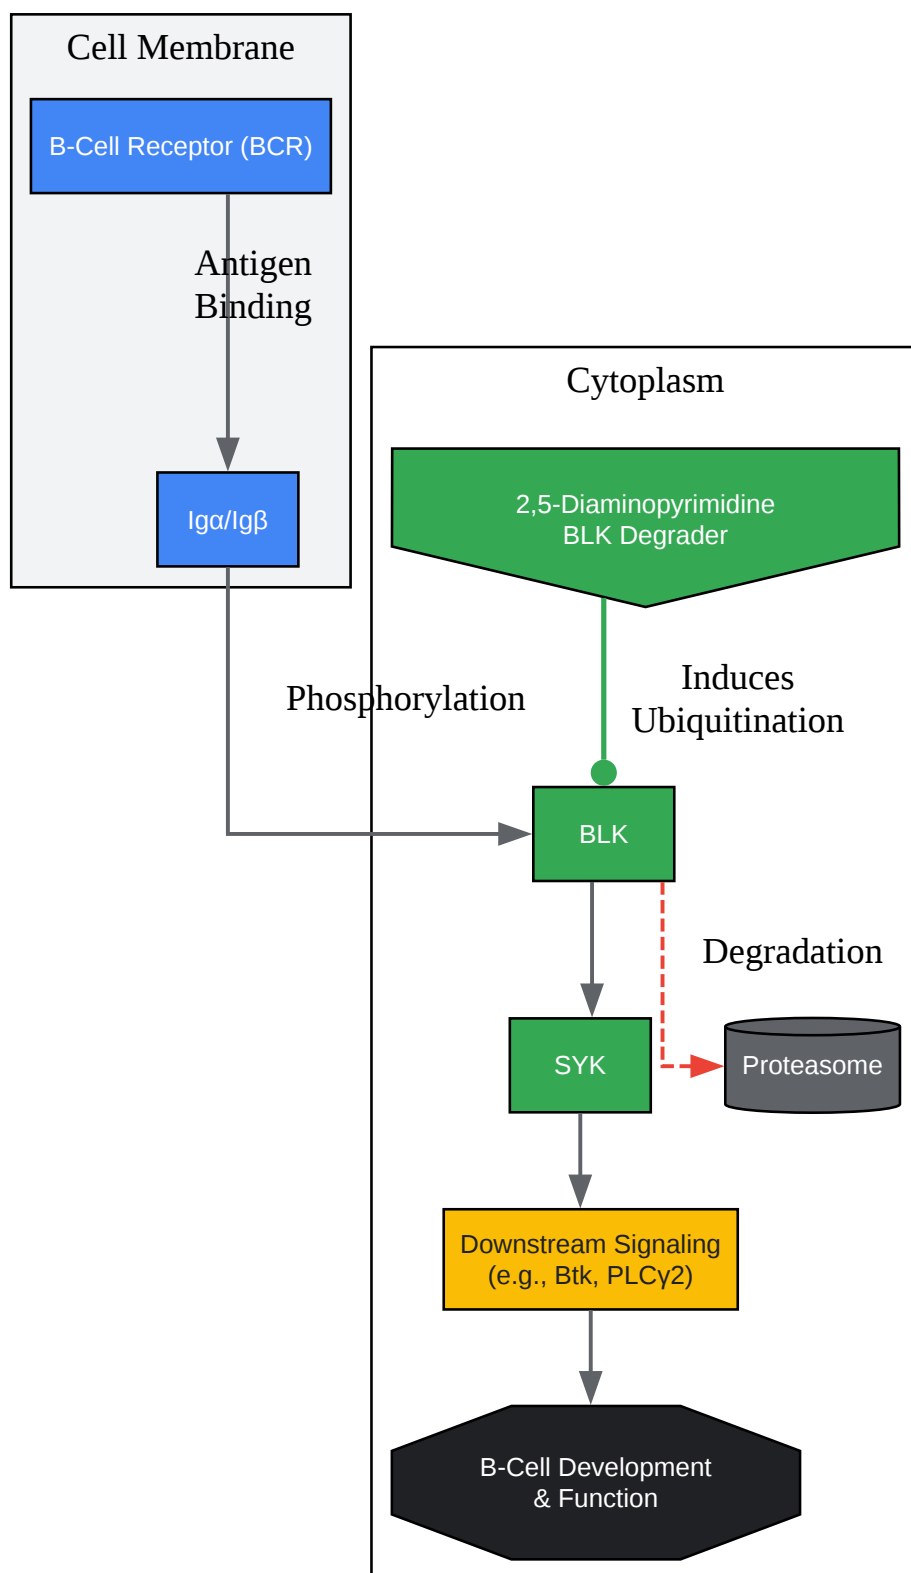 Cell Membrane
B-Cell Receptor (BCR)
Antigen
Binding
Igα/Igβ
Cytoplasm
2,5-Diaminopyrimidine
BLK Degrader
Phosphorylation
Induces
Ubiquitination
BLK
Degradation
SYK
Proteasome
Downstream Signaling
(e.g., Btk, PLCγ2)
B-Cell Development
& Function